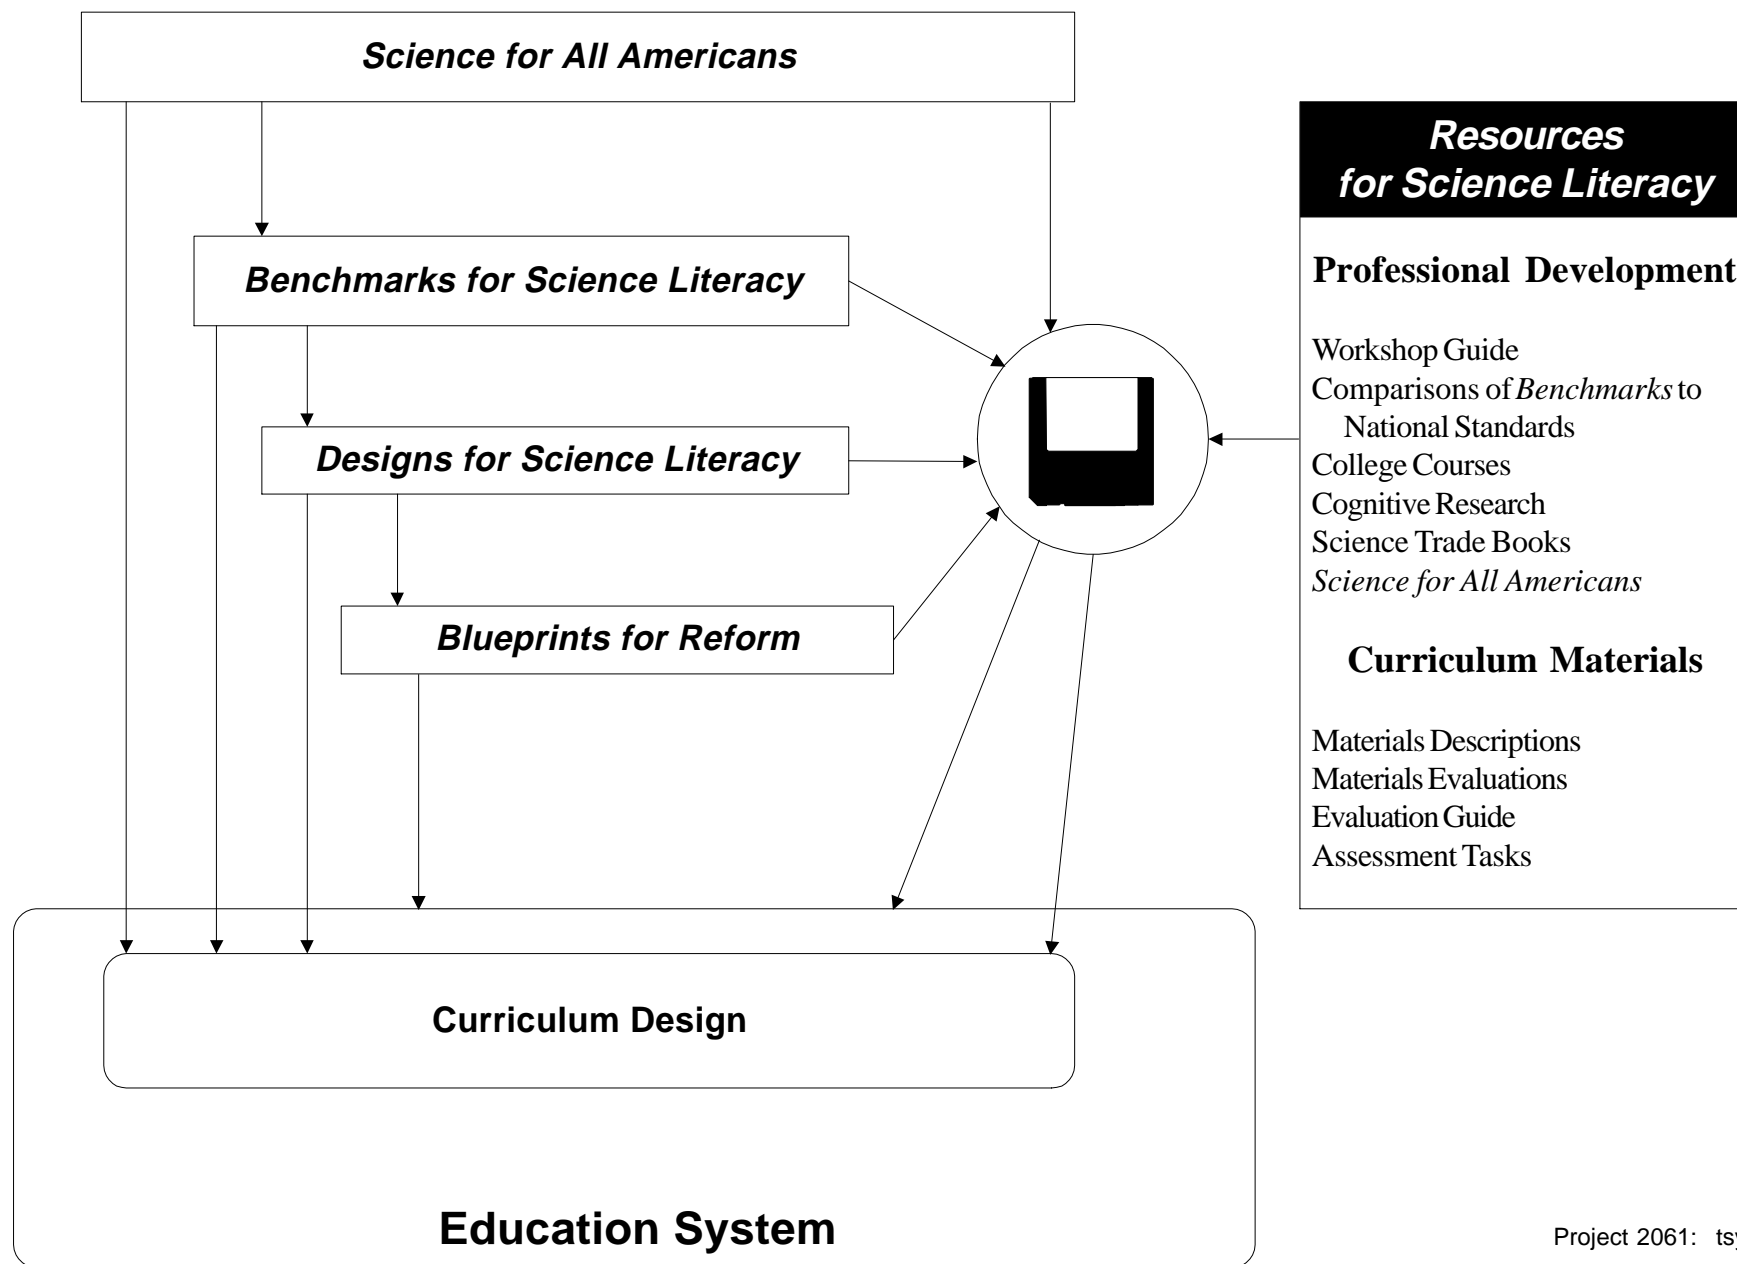 Science for All Americans
Resources
for Science Literacy
Benchmarks for Science Literacy
Professional Development
Workshop Guide
Comparisons of Benchmarks to
National Standards
College Courses
Cognitive Research
Science Trade Books
Science for All Americans
Designs for Science Literacy
Blueprints for Reform
Curriculum Materials
Materials Descriptions
Materials Evaluations
Evaluation Guide
Assessment Tasks
Curriculum Design
Education System
Project 2061: